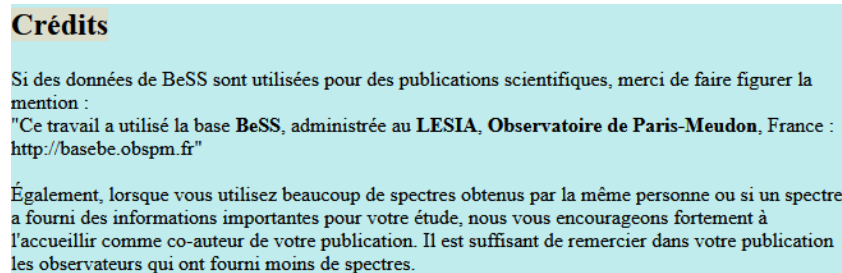 Crédits
Si des données de BeSS sont utilisées pour des publications scientifiques, merci de faire figurer la
mention :
"Ce travail a utilisé la base BeSS, administrée au LESIA, Observatoire de Paris-Meudon, France :
http://basebe.obspm.fr"
Également, lorsque vous utilisez beaucoup de spectres obtenus par la même personne ou si un spectre
a fourni des informations importantes pour votre étude, nous vous encourageons fortement à
l'accueillir comme co-auteur de votre publication. Il est suffisant de remercier dans votre publication
les observateurs qui ont fourni moins de spectres.